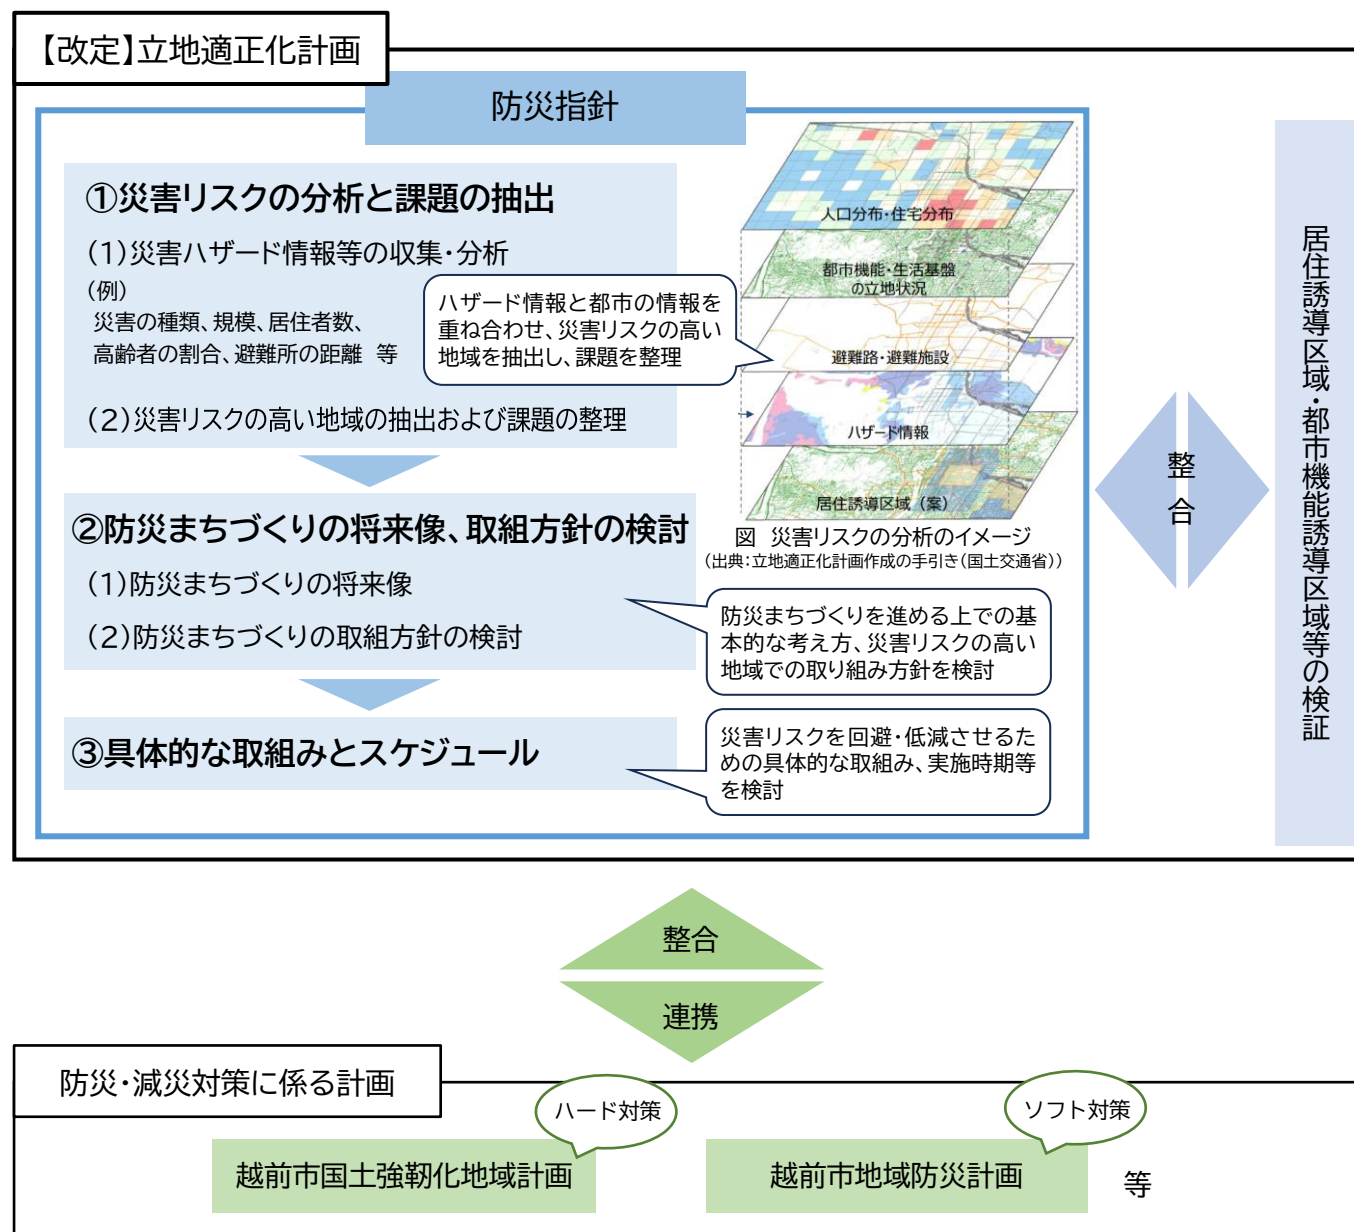 【改定】立地適正化計画
防災指針
①災害リスクの分析と課題の抽出
(1)災害ハザード情報等の収集・分析
(例)
災害の種類、規模、居住者数、
高齢者の割合、避難所の距離 等
ハザード情報と都市の情報を
重ね合わせ、災害リスクの高い
地域を抽出し、課題を整理
(2)災害リスクの高い地域の抽出および課題の整理
人口分布・住宅分布
都市機能・生活基盤
の立地状況
避難路・避難施設
ハザード情報
居住誘導区域（案）
図 災害リスクの分析のイメージ
(出典:立地適正化計画作成の手引き(国土交通省))
②防災まちづくりの将来像、取組方針の検討
(1)防災まちづくりの将来像
(2)防災まちづくりの取組方針の検討
防災まちづくりを進める上での基
本的な考え方、災害リスクの高い
地域での取り組み方針を検討
③具体的な取組みとスケジュール
災害リスクを回避・低減させるた
めの具体的な取組み、実施時期等
を検討
整合
居住誘導区域・都市機能誘導区域等の検証
整合
連携
防災・減災対策に係る計画
ハード対策
越前市国土強靭化地域計画
ソフト対策
越前市地域防災計画
等